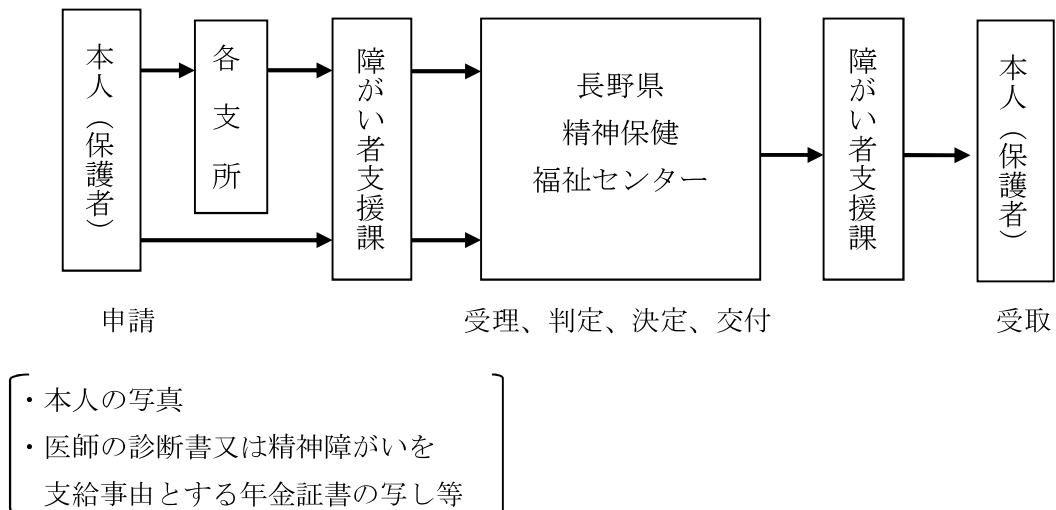 本人（保護者）
各支所
障がい者支援課
長野県
精神保健
福祉センター
障がい者支援課
本人（保護者）
申請
受理、判定、決定、交付
受取
・本人の写真
・医師の診断書又は精神障がいを
支給事由とする年金証書の写し等